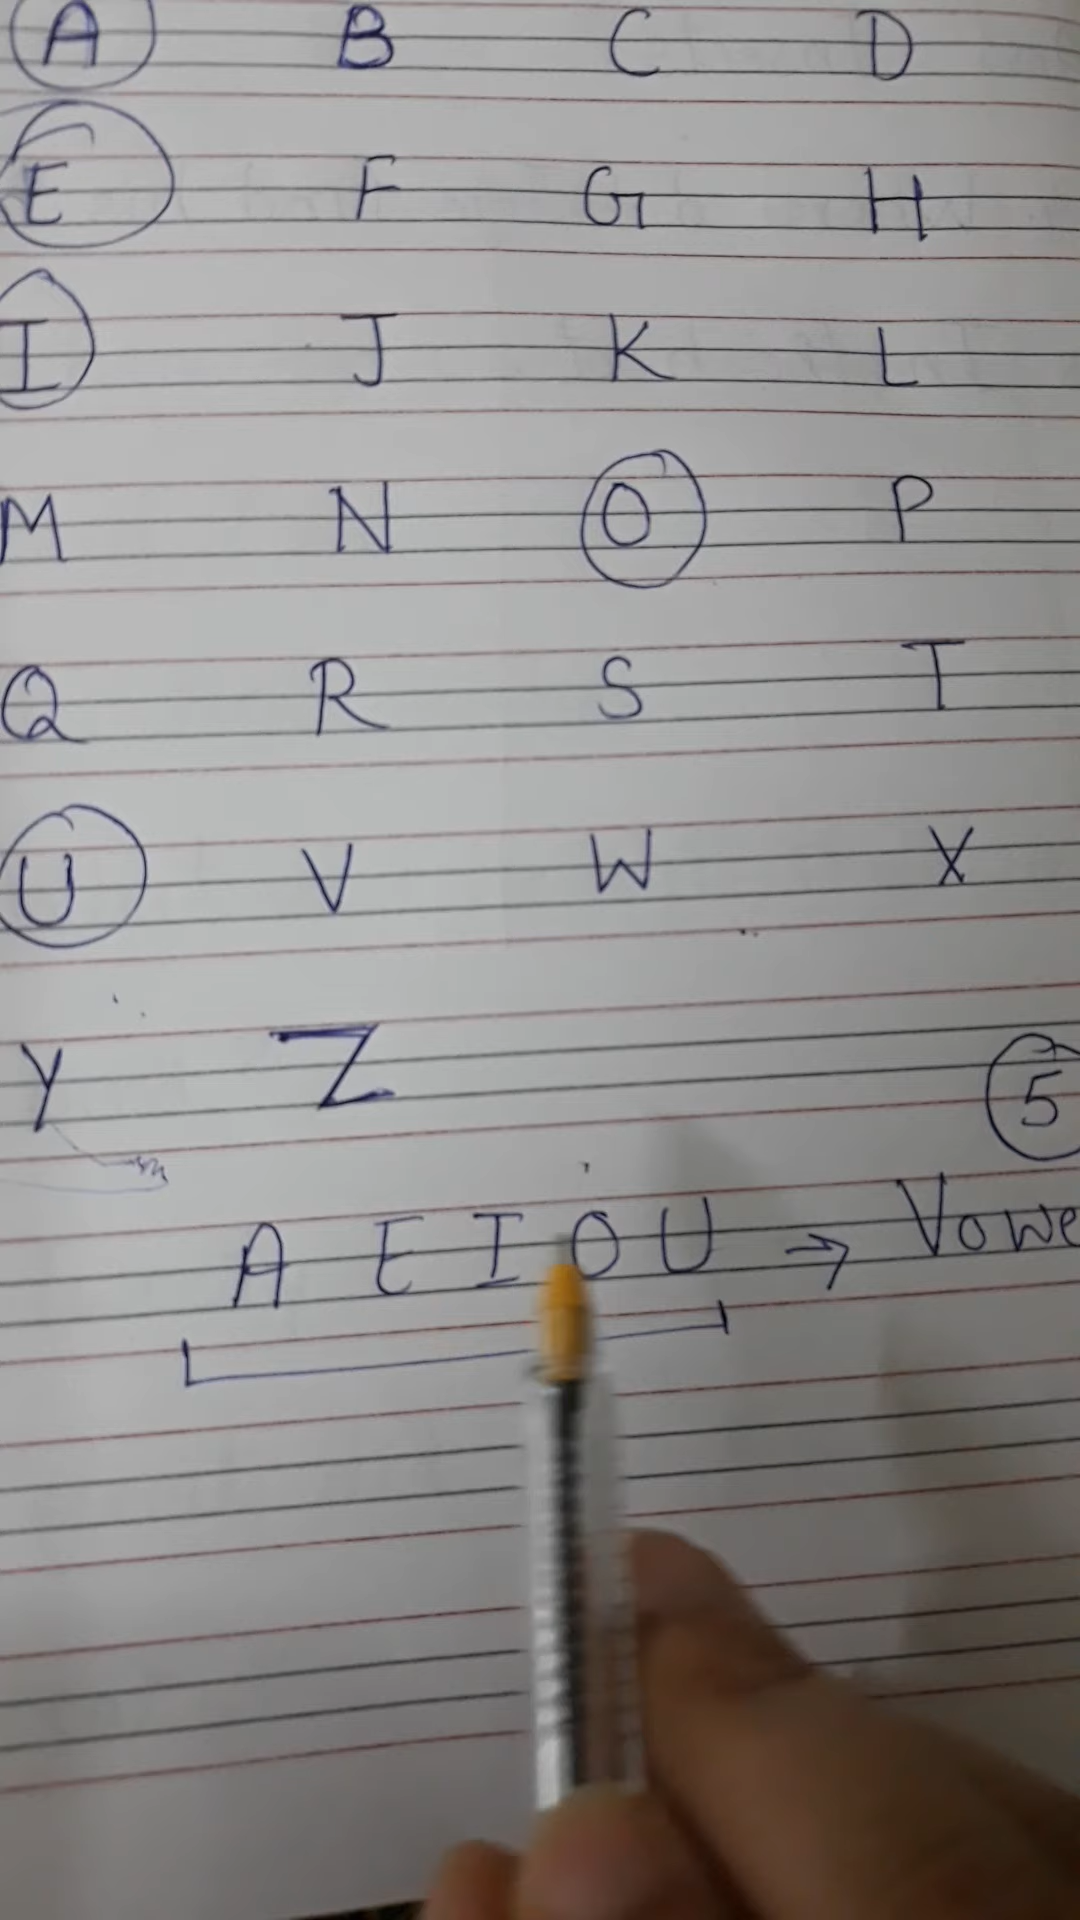 A B C D
E F G H
I J K L
M N O P
Q R S T
U V W X
Y Z
5
A E I O U → Vowe